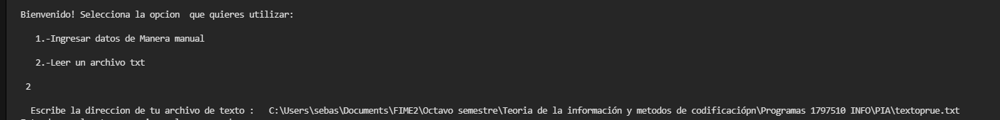 Bienvenido! Selecciona la opcion  que quieres utilizar:
1.-Ingresar datos de Manera manual
2.-Leer un archivo txt
2
Escribe la direccion de tu archivo de texto :   C:\Users\sebas\Documents\FIME2\Octavo semestre\Teoria de la información y metodos de codificaciópn\Programas 1797510 INFO\PIA\textoprue.txt